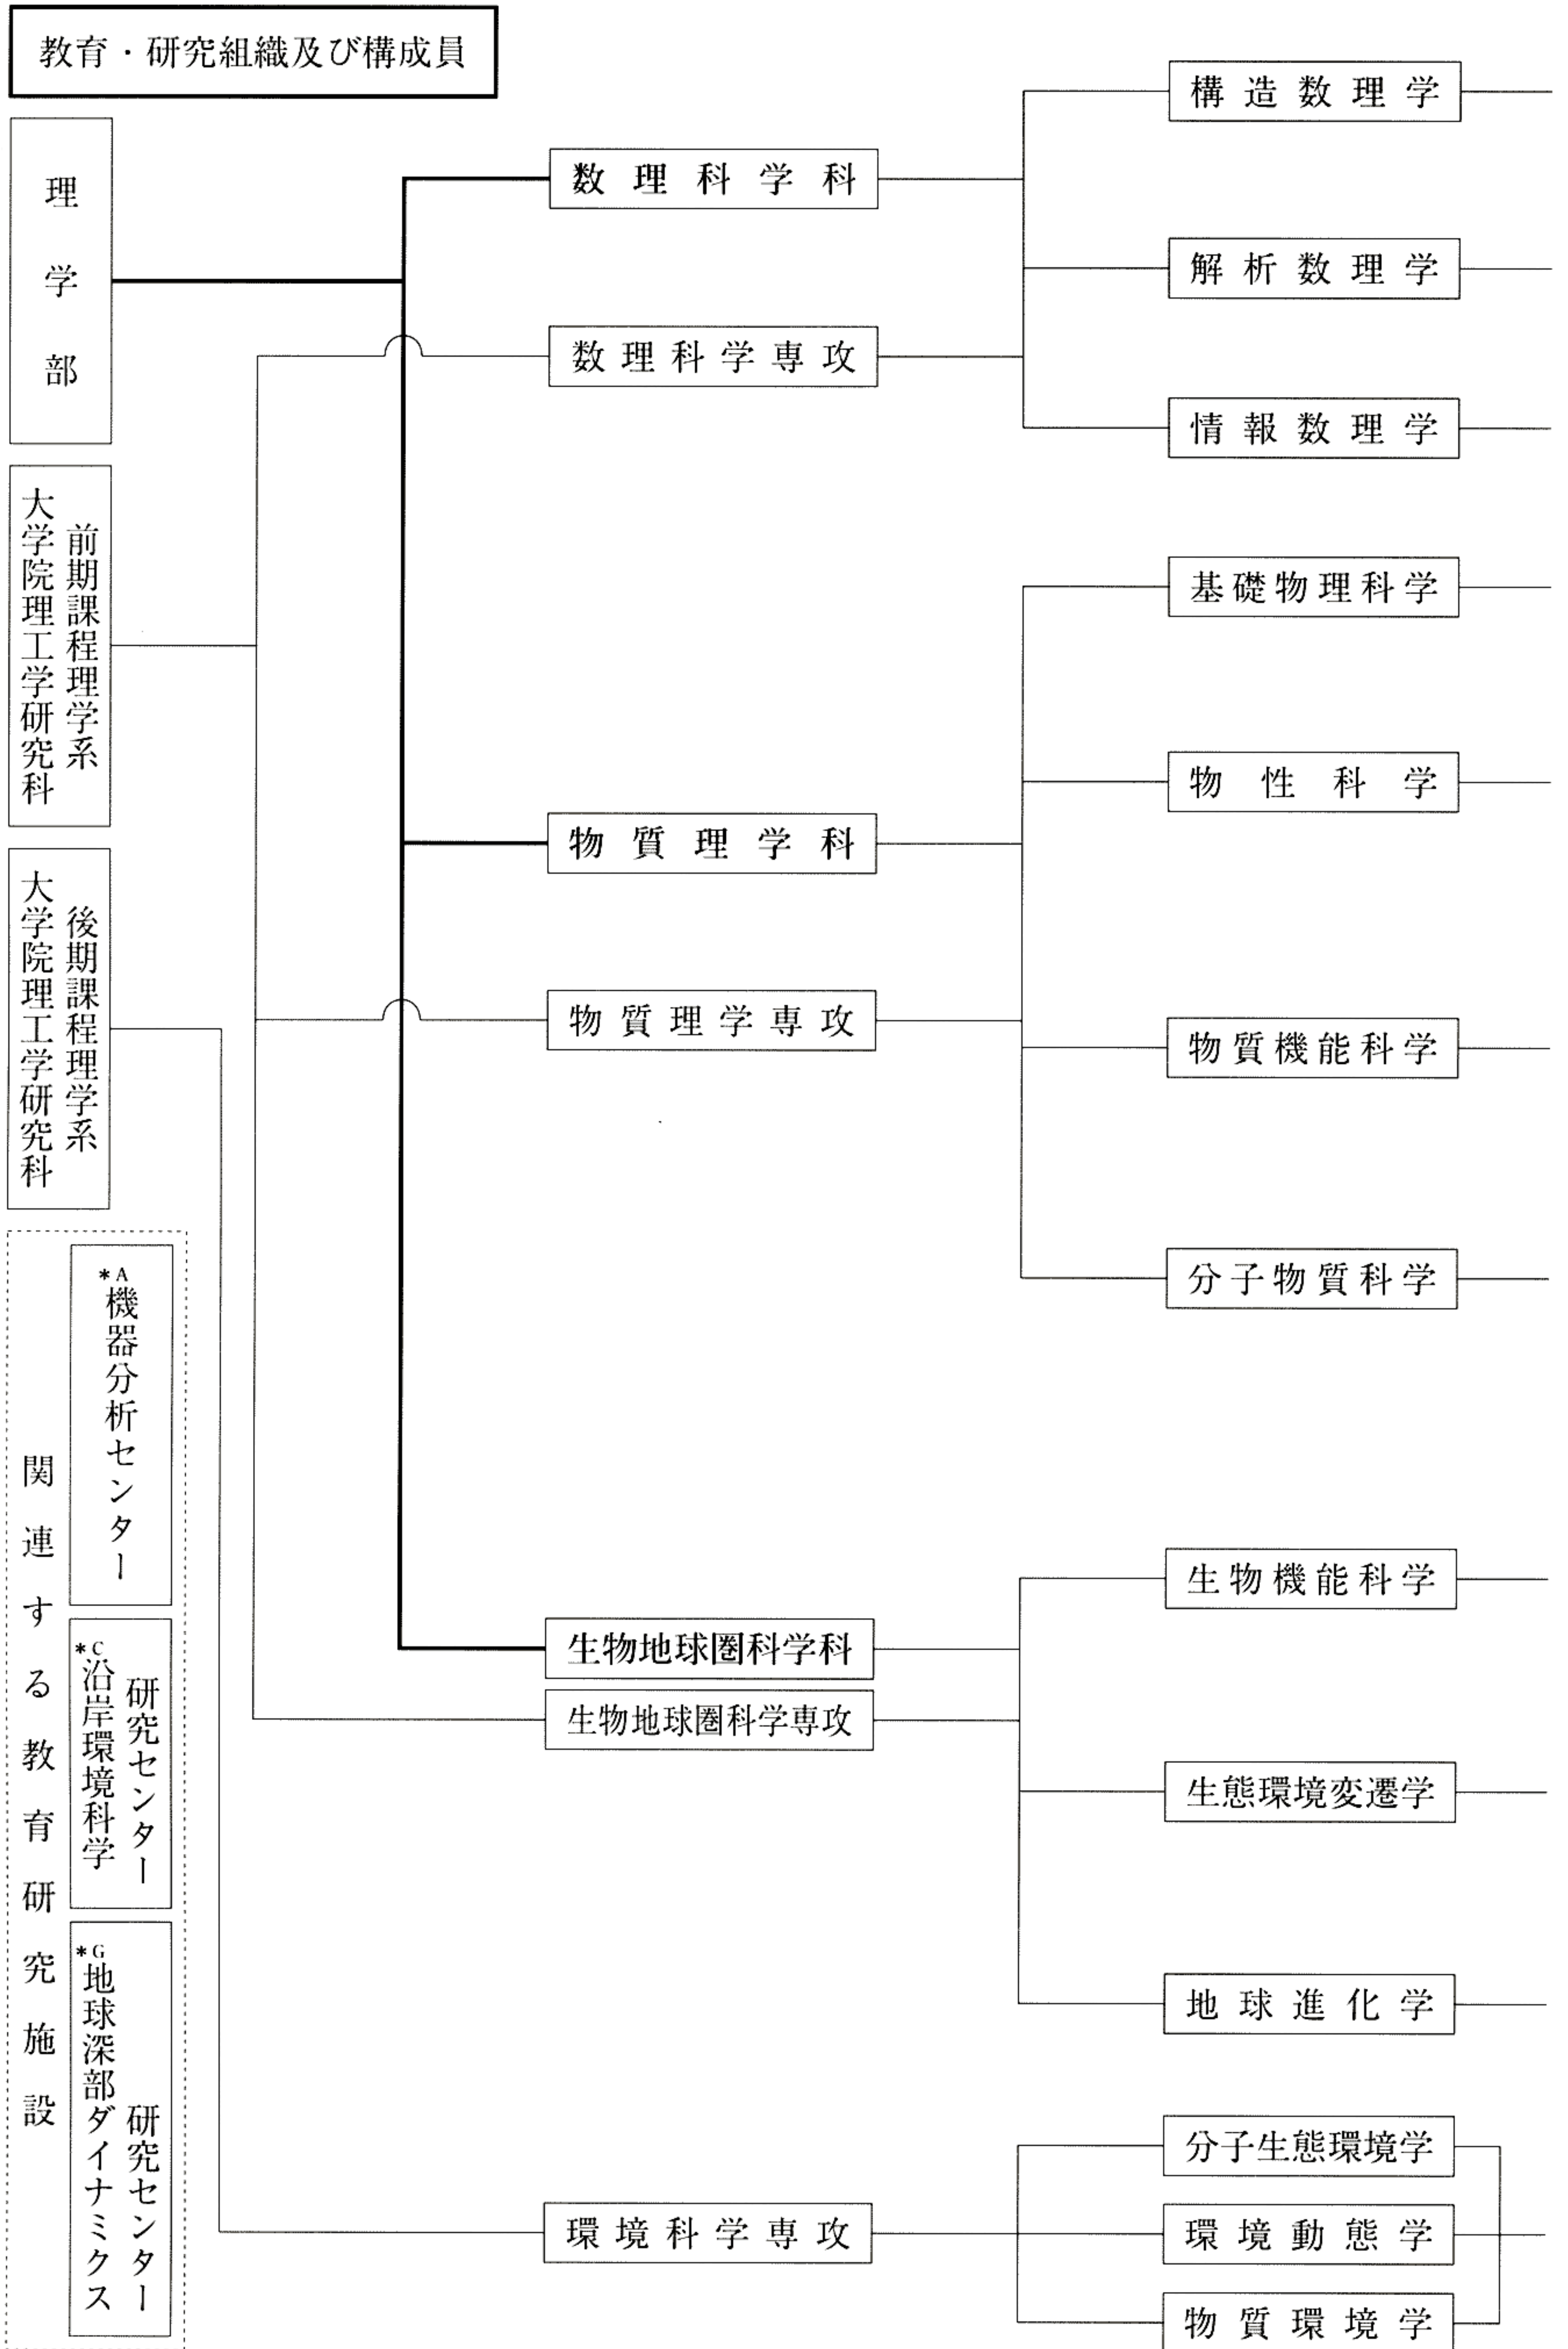 教育・研究組織及び構成員
理学部
大学院理工学研究科
前期課程理学系
大学院理工学研究科
後期課程理学系
関連する教育研究施設
*A機器分析センター
*C沿岸環境科学
研究センター
*G地球深部ダイナミクス
研究センター
数理科学科
数理科学専攻
物質理学科
物質理学専攻
生物地球圏科学科
生物地球圏科学専攻
環境科学専攻
構造数理学
解析数理学
情報数理学
基礎物理科学
物性科学
物質機能科学
分子物質科学
生物機能科学
生態環境変遷学
地球進化学
分子生態環境学
環境動態学
物質環境学